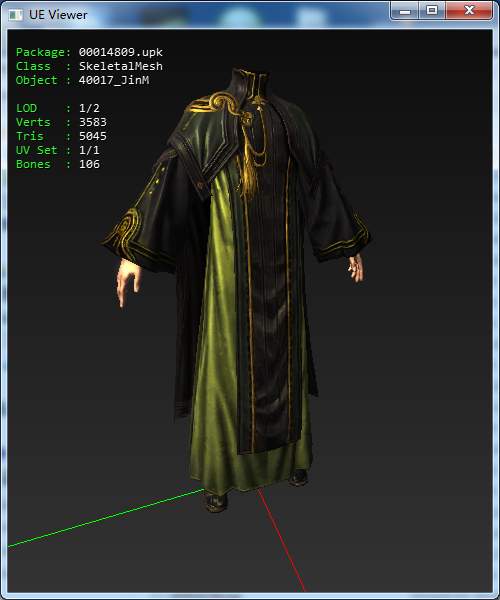 UE Viewer
Package: 00014809.upk
Class : SkeletalMesh
Object : 40017_JinM
LOD : 1/2
Verts : 3583
Tris : 5045
UV Set : 1/1
Bones : 106